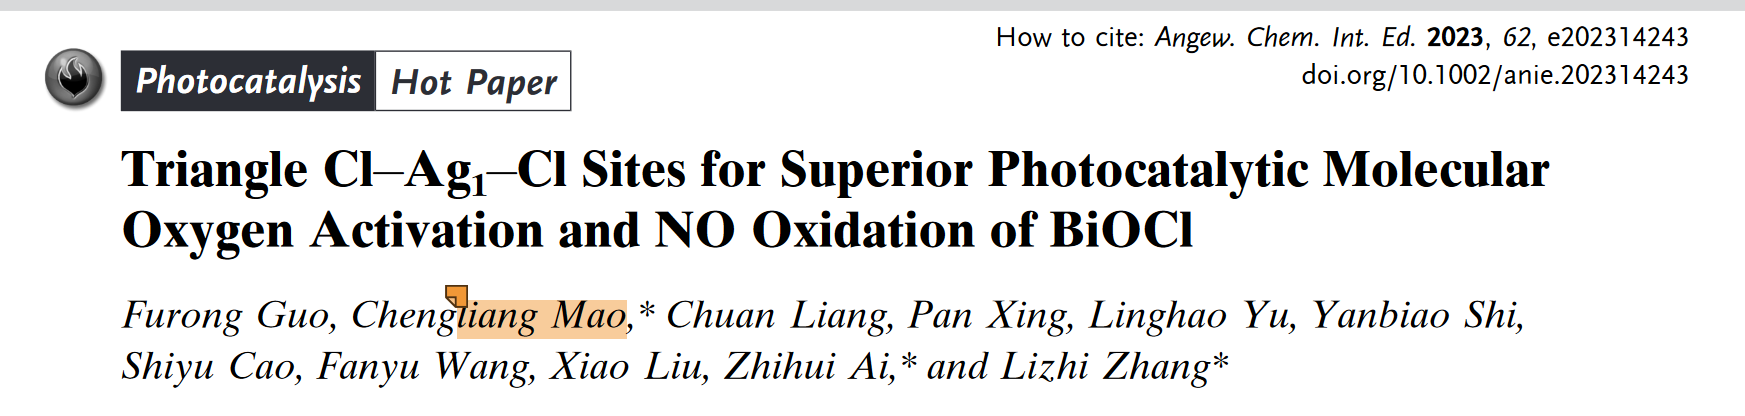 How to cite: Angew. Chem. Int. Ed. 2023, 62, e202314243
doi.org/10.1002/anie.202314243
Photocatalysis Hot Paper
Triangle Cl–Ag₁–Cl Sites for Superior Photocatalytic Molecular
Oxygen Activation and NO Oxidation of BiOCl
Furong Guo, Chengliang Mao,* Chuan Liang, Pan Xing, Linghao Yu, Yanbiao Shi,
Shiyu Cao, Fanyu Wang, Xiao Liu, Zhihui Ai,* and Lizhi Zhang*